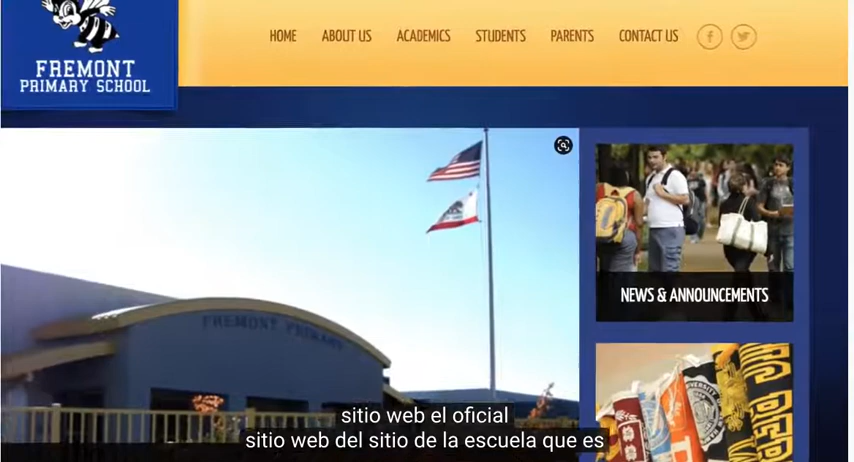 FREMONT
PRIMARY SCHOOL
HOME
ABOUT US
ACADEMICS
STUDENTS
PARENTS
CONTACT US
FREMONT PRIMARY
NEWS & ANNOUNCEMENTS
sitio web el oficial
sitio web del sitio de la escuela que es